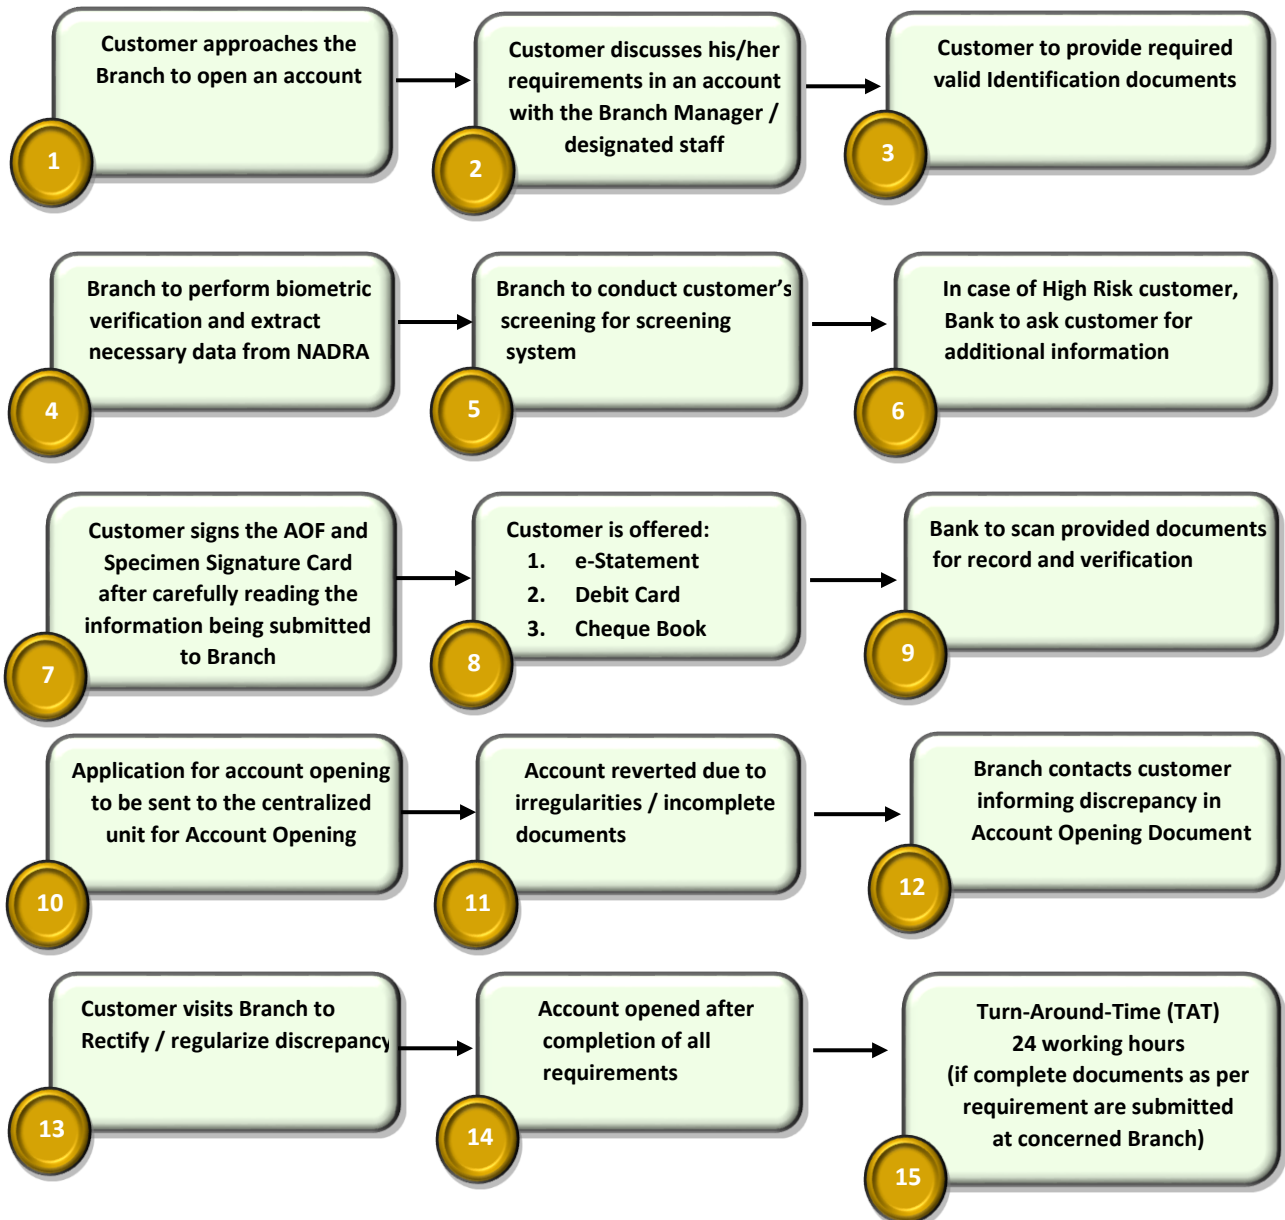 Customer approaches the
Branch to open an account
1
Customer discusses his/her
requirements in an account
with the Branch Manager /
designated staff
2
Customer to provide required
valid Identification documents
3
Branch to perform biometric
verification and extract
necessary data from NADRA
4
Branch to conduct customer's
screening for screening
system
5
In case of High Risk customer,
Bank to ask customer for
additional information
6
Customer signs the AOF and
Specimen Signature Card
after carefully reading the
information being submitted
to Branch
7
Customer is offered:
1. e-Statement
2. Debit Card
3. Cheque Book
8
Bank to scan provided documents
for record and verification
9
Application for account opening
to be sent to the centralized
unit for Account Opening
10
Account reverted due to
irregularities / incomplete
documents
11
Branch contacts customer
informing discrepancy in
Account Opening Document
12
Customer visits Branch to
Rectify / regularize discrepancy
13
Account opened after
completion of all
requirements
14
Turn-Around-Time (TAT)
24 working hours
(if complete documents as per
requirement are submitted
at concerned Branch)
15